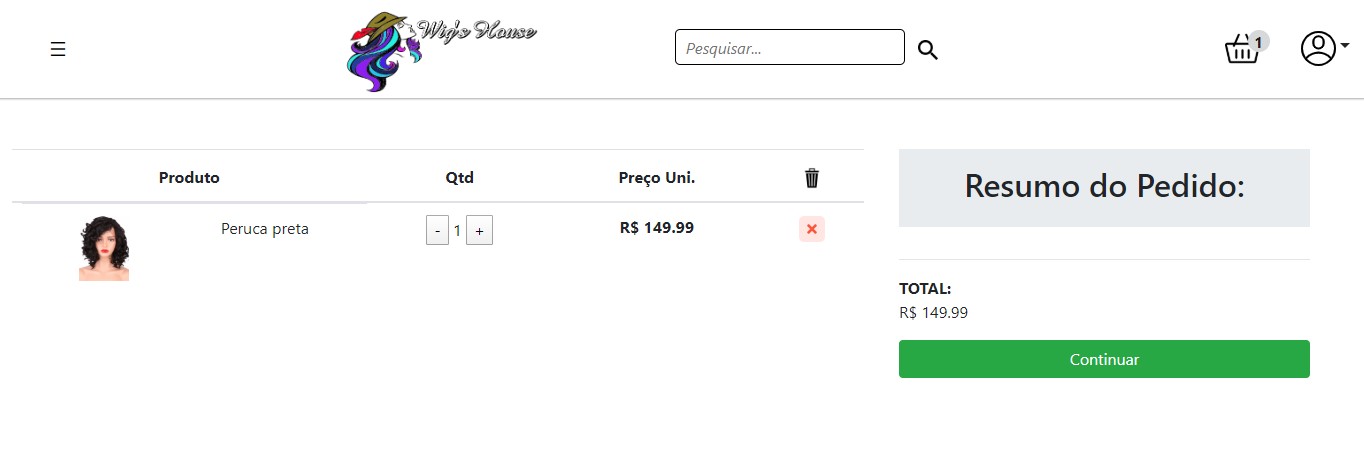 Wig's House
Pesquisar...
1
Produto Qtd Preço Uni.
Peruca preta - 1 + R$ 149.99
Resumo do Pedido:
TOTAL:
R$ 149.99
Continuar